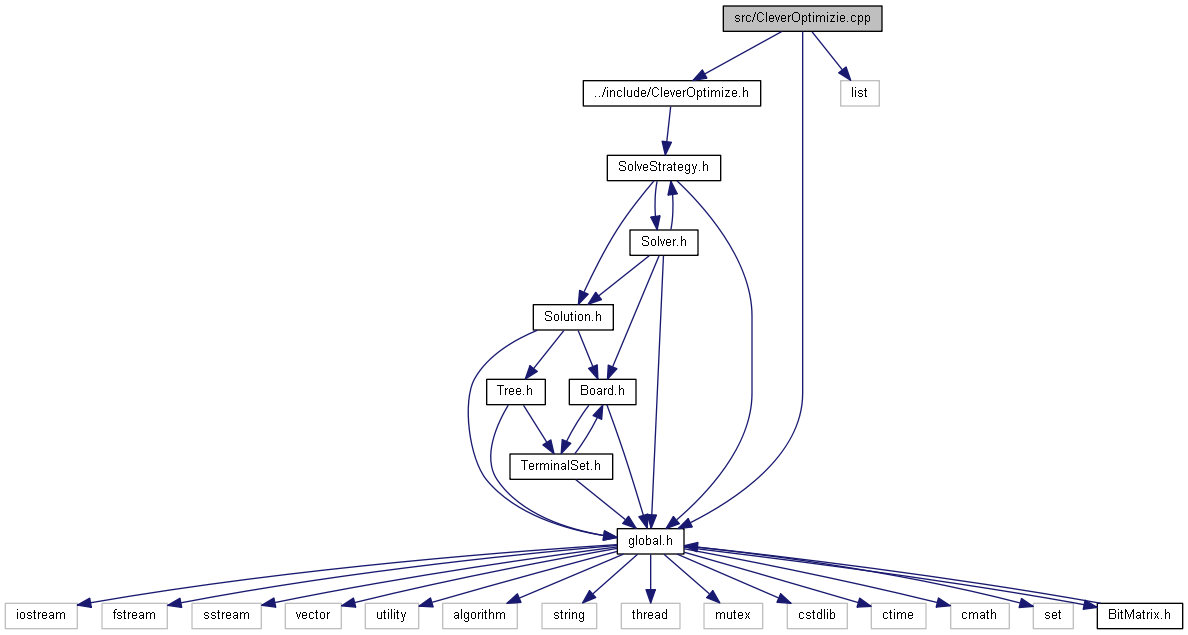 src/CleverOptimizie.cpp
../include/CleverOptimize.h
list
SolveStrategy.h
Solver.h
Solution.h
Tree.h
Board.h
TerminalSet.h
global.h
iostream
fstream
sstream
vector
utility
algorithm
string
thread
mutex
cstdlib
ctime
cmath
set
BitMatrix.h